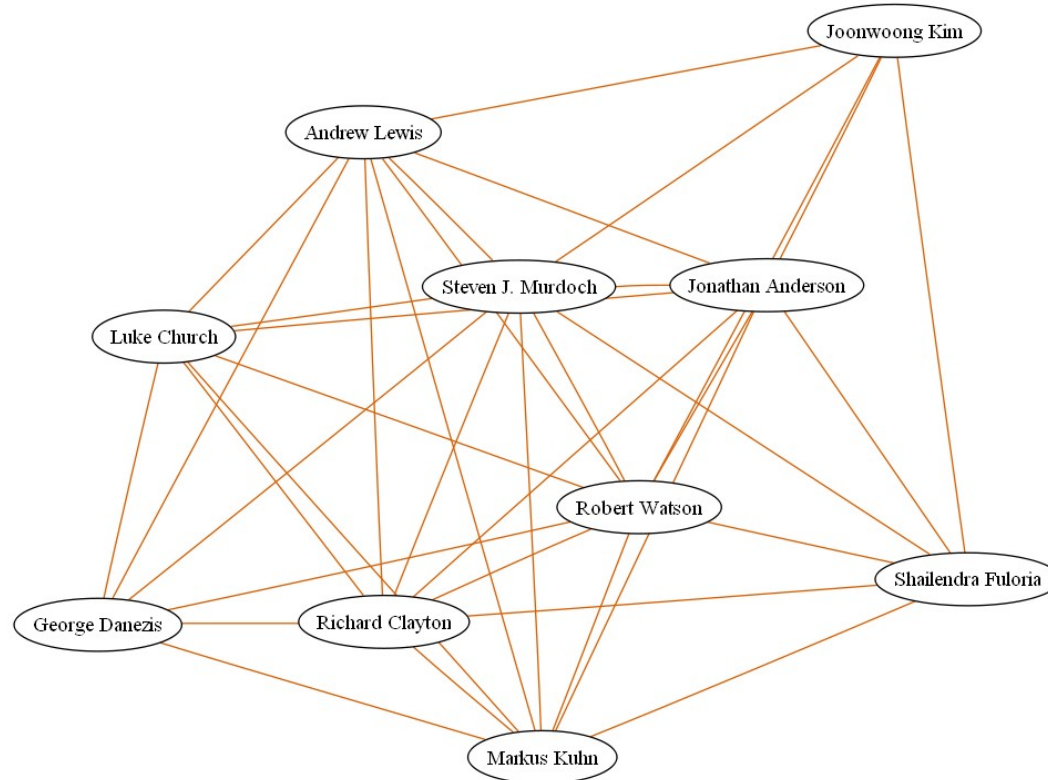 Joonwoong Kim
Andrew Lewis
Steven J. Murdoch
Jonathan Anderson
Luke Church
Robert Watson
Shailendra Fuloria
George Danezis
Richard Clayton
Markus Kuhn